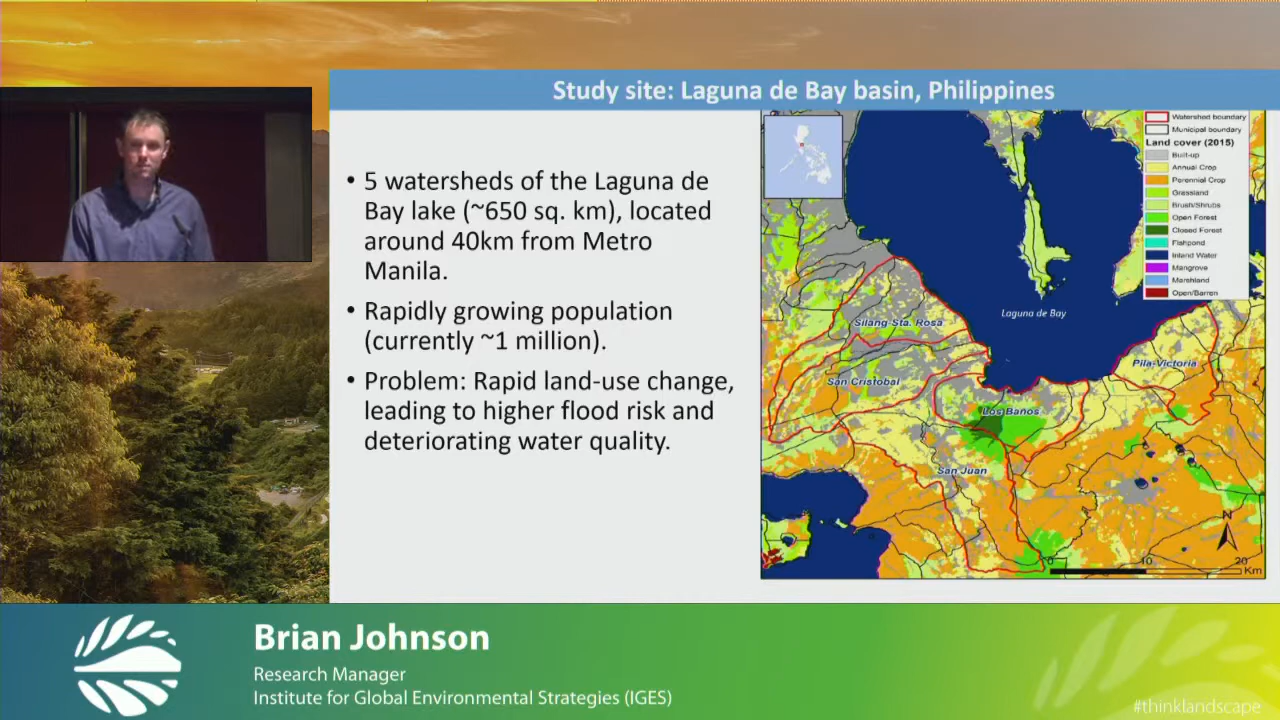 Study site: Laguna de Bay basin, Philippines
• 5 watersheds of the Laguna de
Bay lake (~650 sq. km), located
around 40km from Metro
Manila.
• Rapidly growing population
(currently ~1 million).
• Problem: Rapid land-use change,
leading to higher flood risk and
deteriorating water quality.
Watershed boundary
Municipal boundary
Land cover (2015)
Built-up
Annual Crop
Perennial Crop
Grassland
Brush/Shrubs
Open Forest
Closed Forest
Fishpond
Inland Water
Mangrove
Marshland
Open/Barren
Laguna de Bay
Silang-Sta. Rosa
Pila-Victoria
San Cristobal
Los Baños
San Juan
N
0 10 20
Km
Brian Johnson
Research Manager
Institute for Global Environmental Strategies (IGES)
#thinklandscape